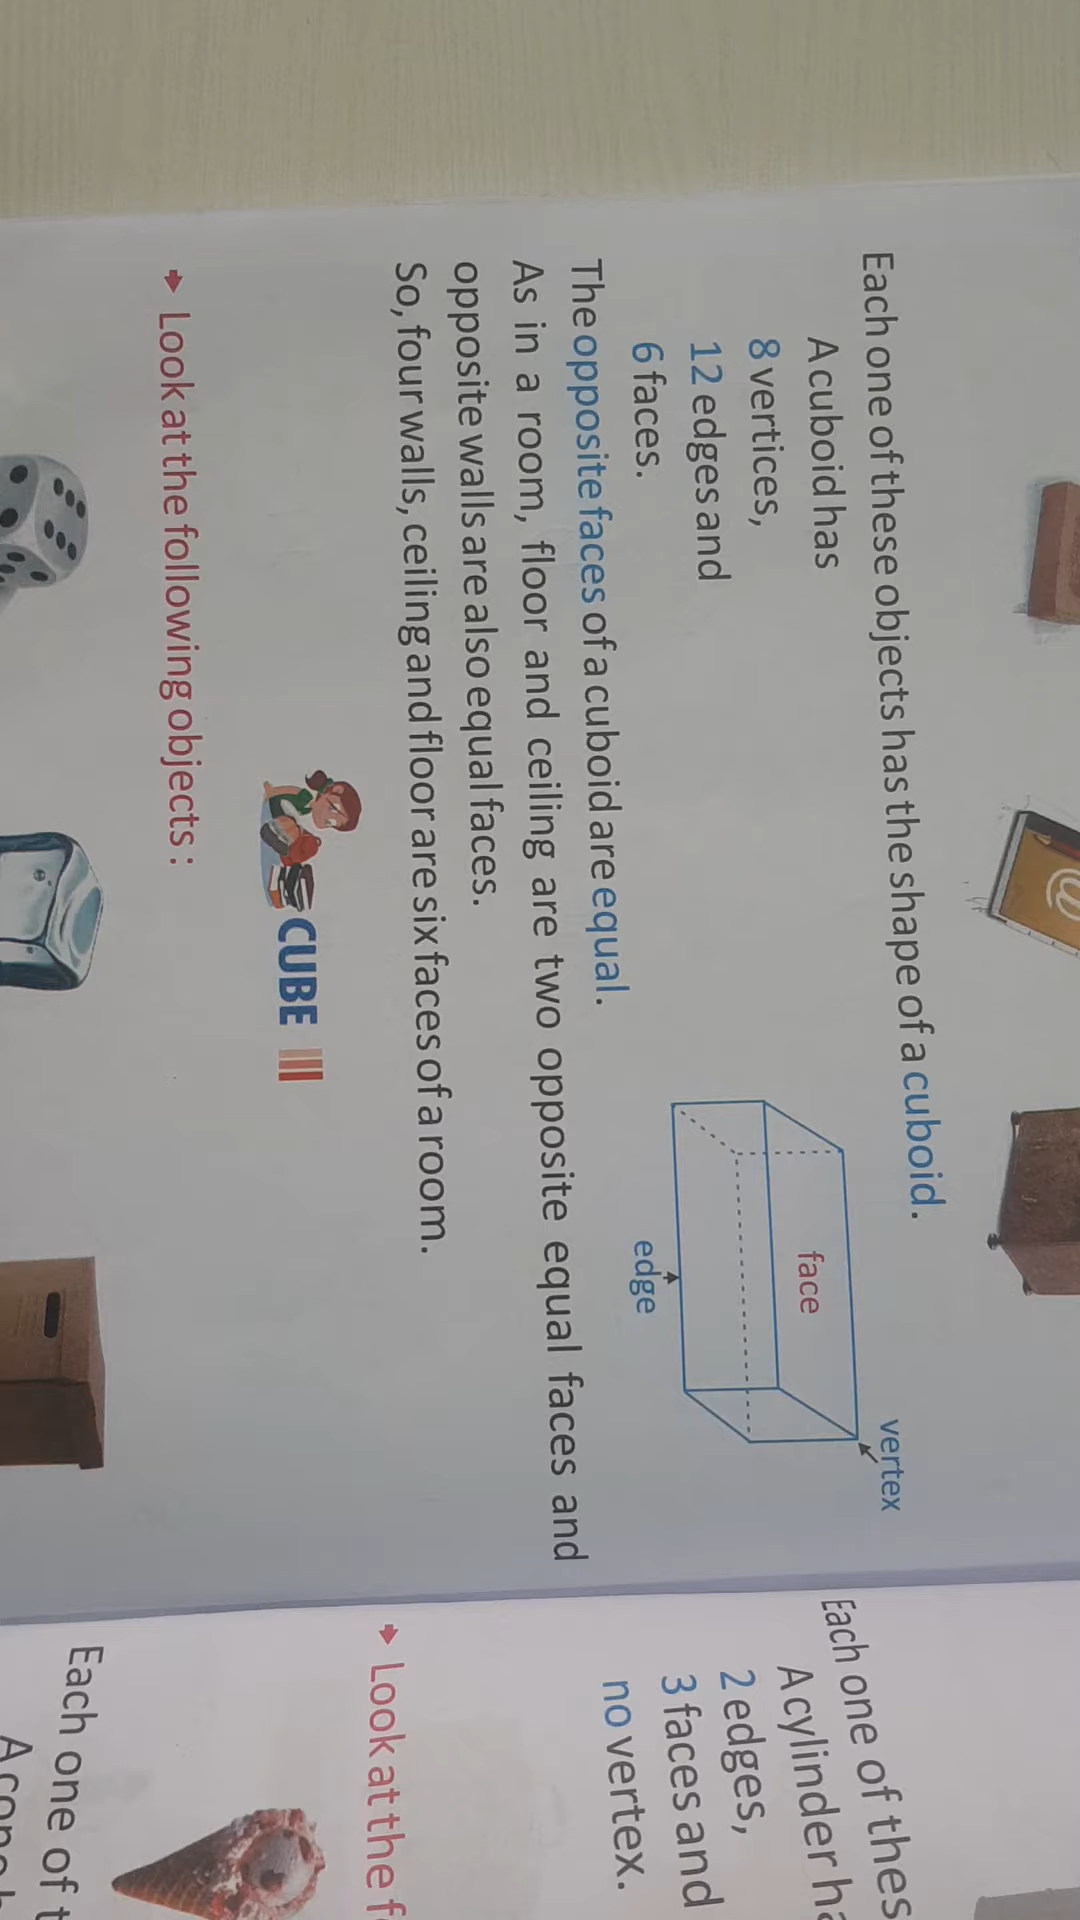 Each one of these objects has the shape of a cuboid.
A cuboid has
8 vertices,
12 edges and
6 faces.
vertex
face
edge
The opposite faces of a cuboid are equal.
As in a room, floor and ceiling are two opposite equal faces and
opposite walls are also equal faces.
So, four walls, ceiling and floor are six faces of a room.
CUBE
Look at the following objects :
Each one of
A cylinder
2 edges,
3 faces and
no vertex.
Look at the
Each one of